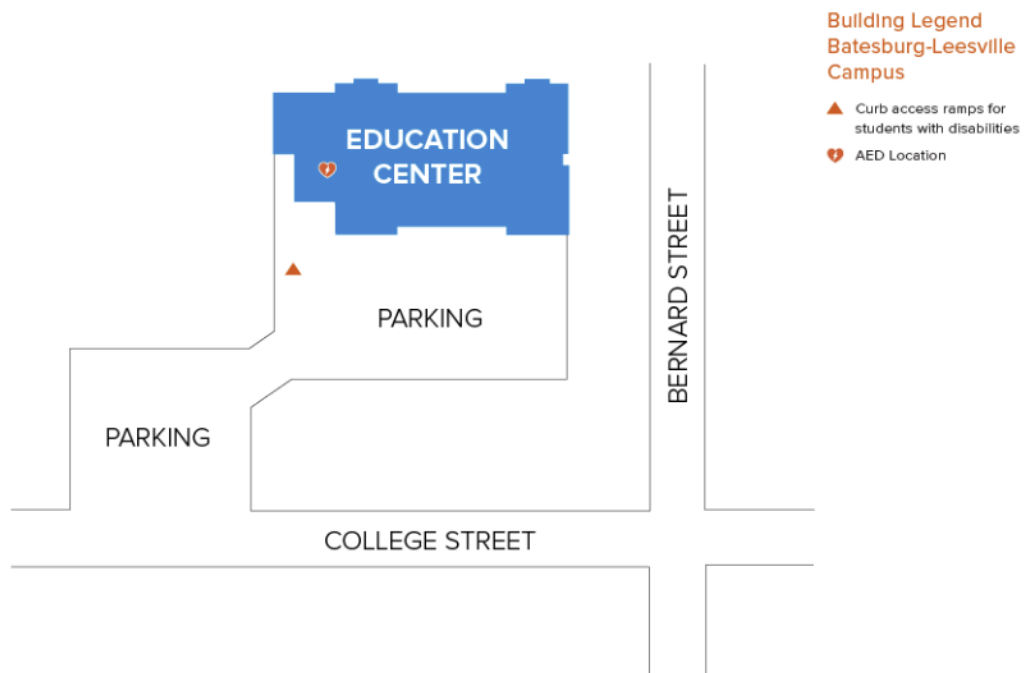 Building Legend
Batesburg-Leesville
Campus
Curb access ramps for
students with disabilities
AED Location
EDUCATION
CENTER
BERNARD STREET
PARKING
PARKING
COLLEGE STREET